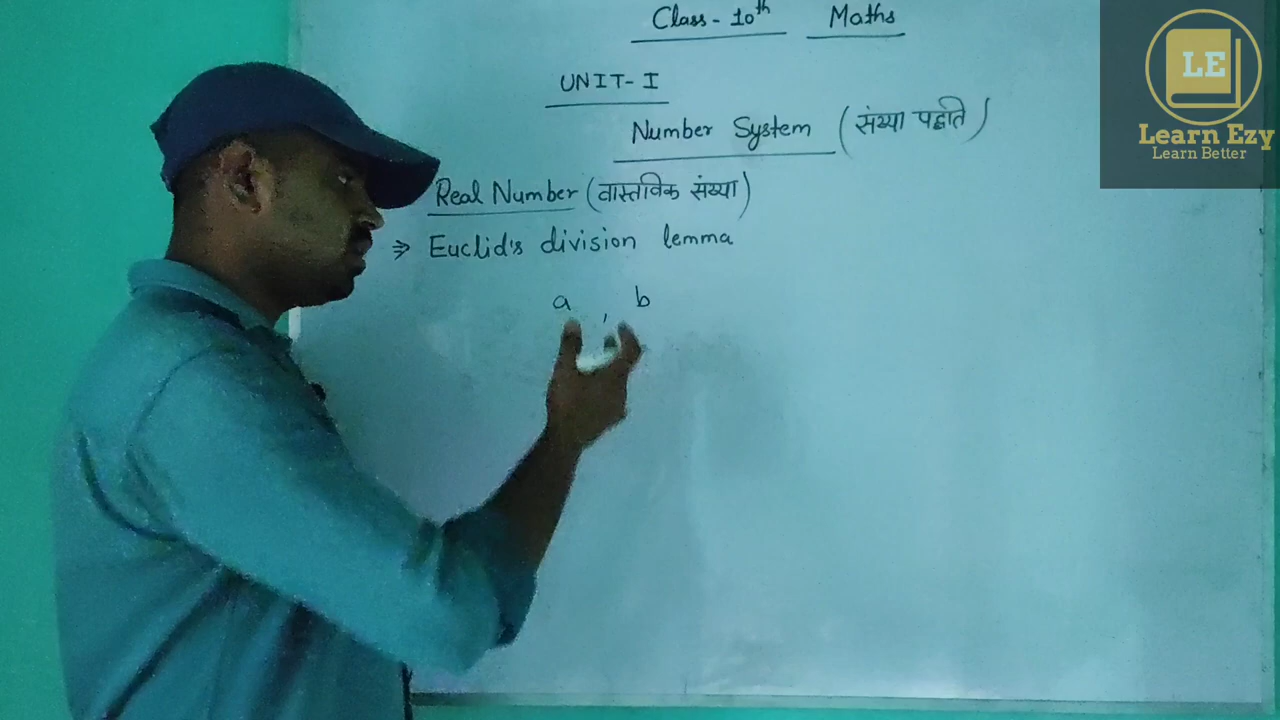 Class - 10th Maths
UNIT - I
Number System (संख्या पद्धति)
Real Number (वास्तविक संख्या)
⇒ Euclid's division lemma
a , b
LE
Learn Ezy
Learn Better